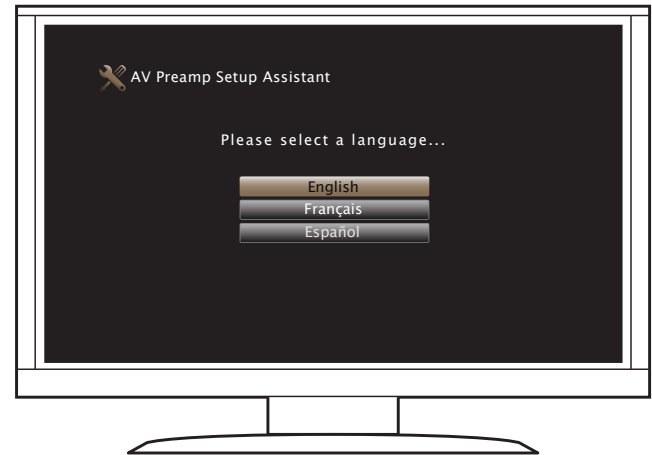 AV Preamp Setup Assistant
Please select a language...
English
Français
Español